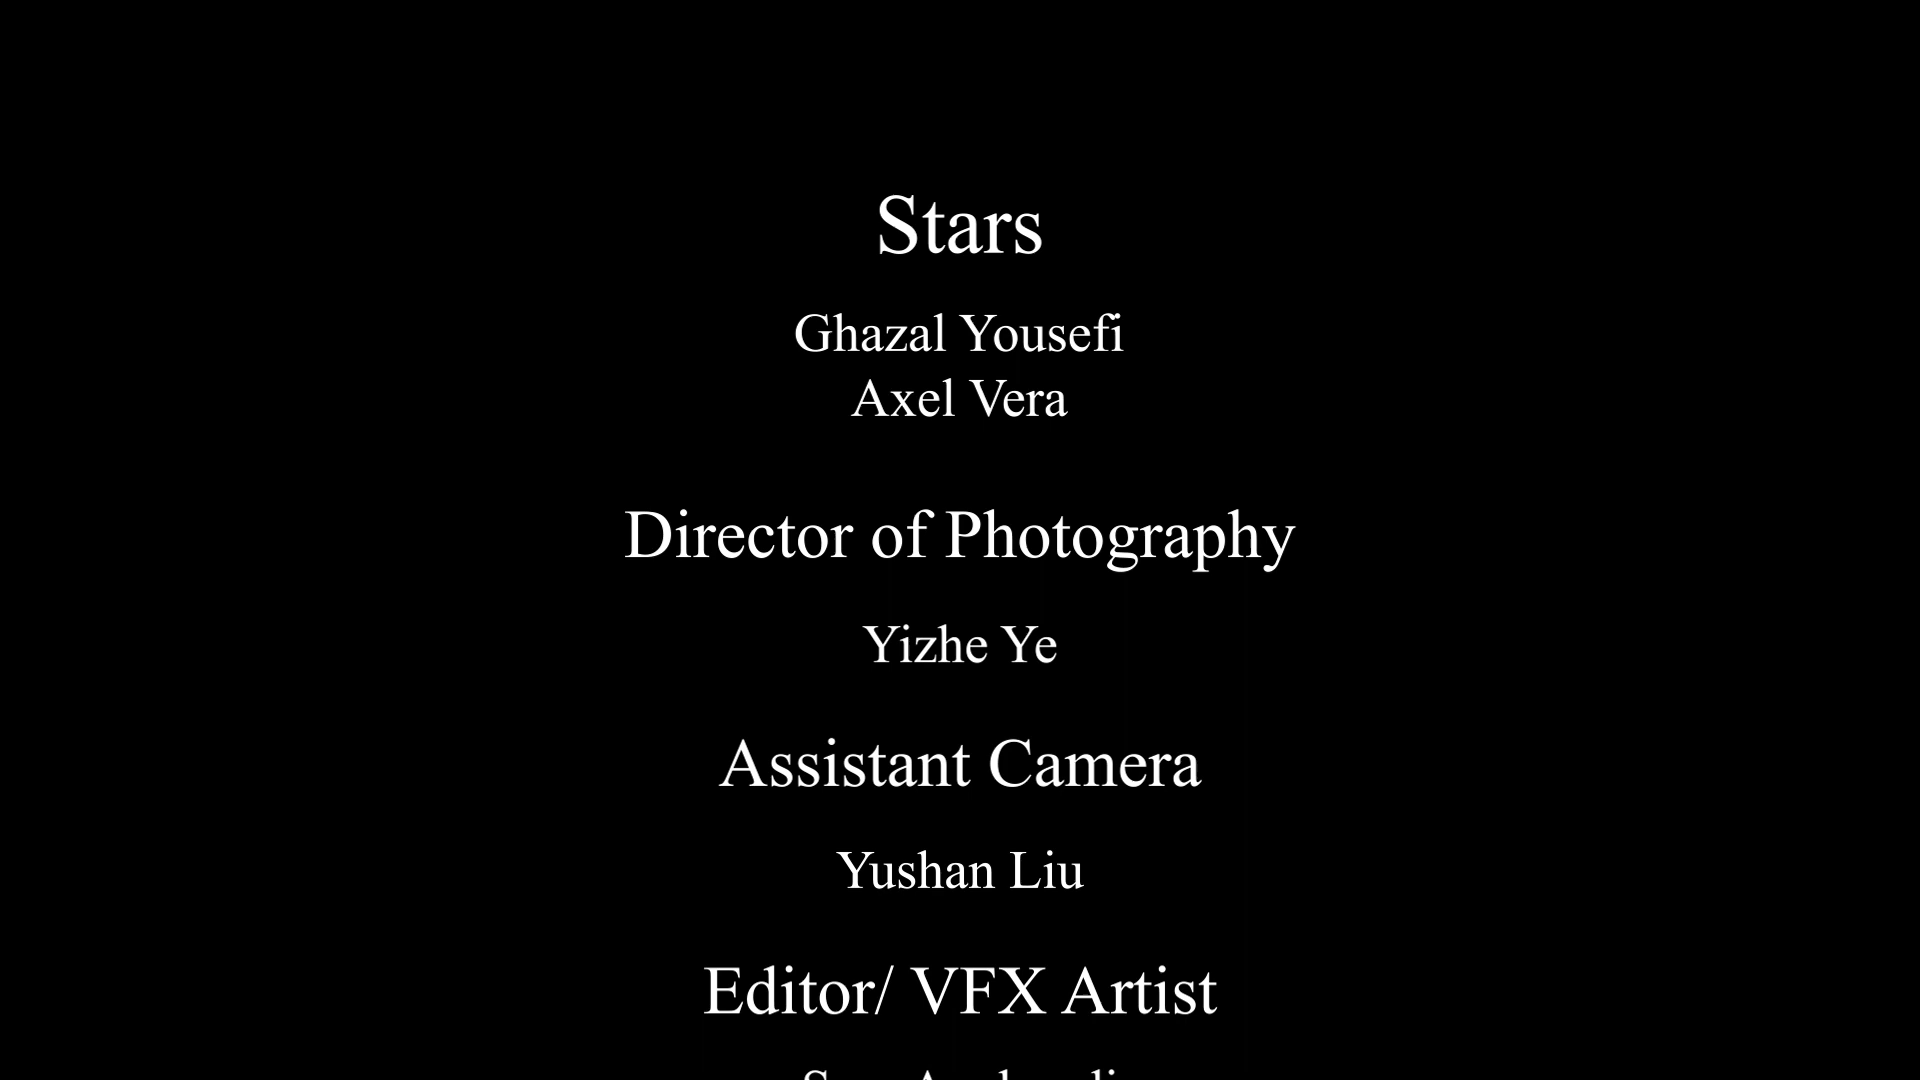 Stars
Ghazal Yousefi
Axel Vera
Director of Photography
Yizhe Ye
Assistant Camera
Yushan Liu
Editor/ VFX Artist